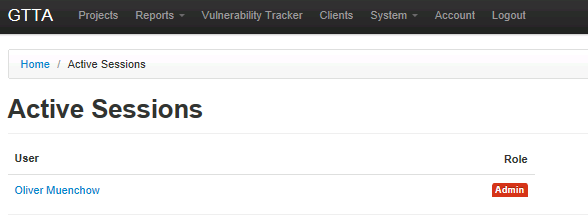 GTTA Projects Reports Vulnerability Tracker Clients System Account Logout
Home / Active Sessions
Active Sessions
User Role
Oliver Muenchow Admin